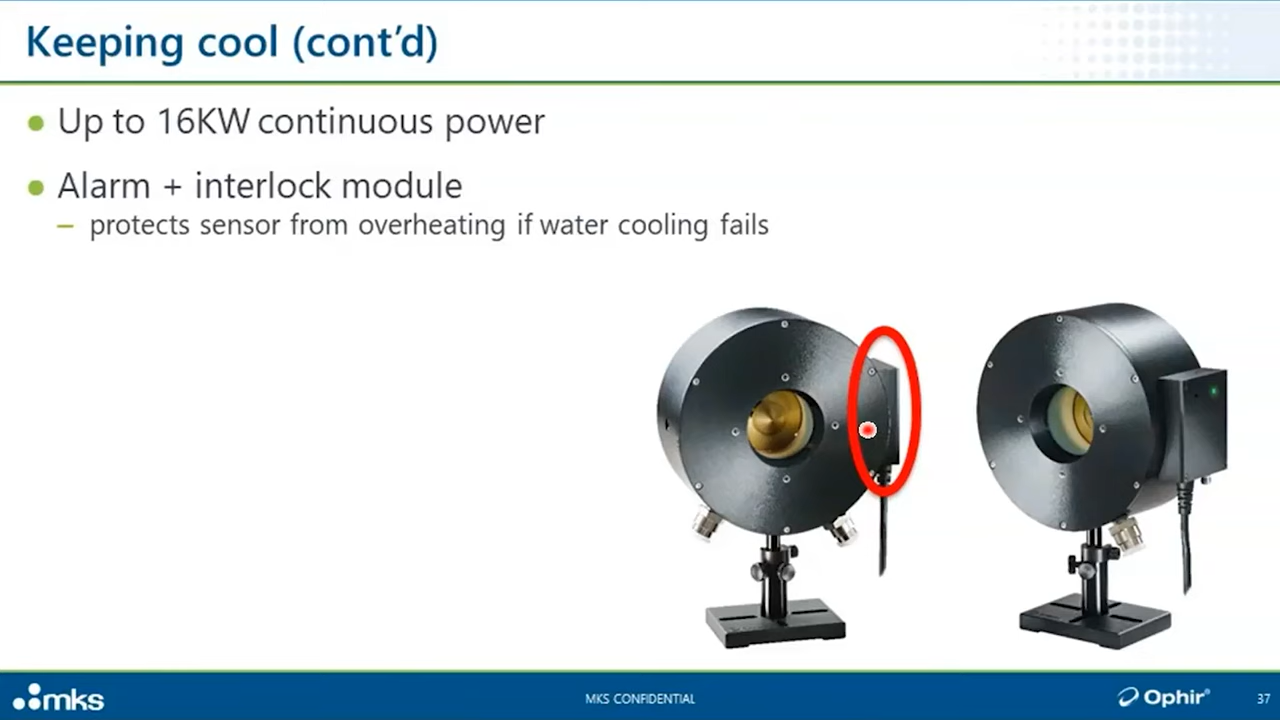 Keeping cool (cont’d)
Up to 16KW continuous power
Alarm + interlock module
– protects sensor from overheating if water cooling fails
mks
MKS CONFIDENTIAL
Ophir®
37